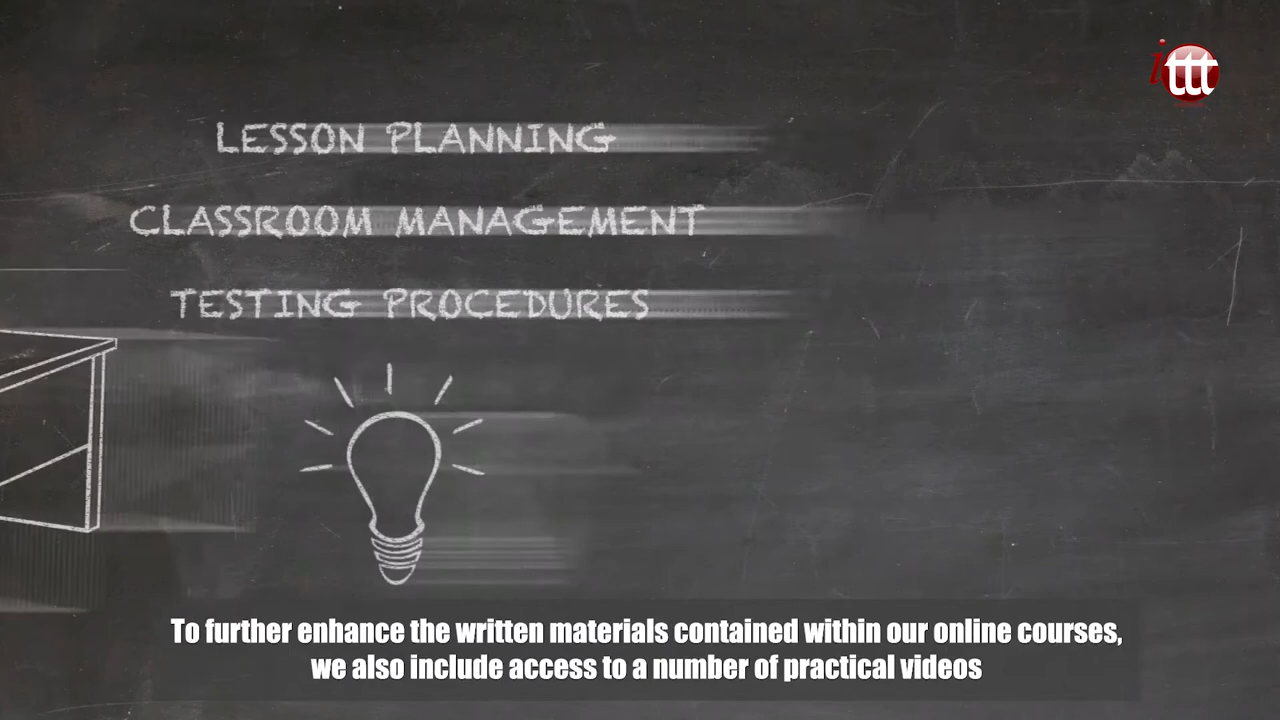 ittt
LESSON PLANNING
CLASSROOM MANAGEMENT
TESTING PROCEDURES
To further enhance the written materials contained within our online courses,
we also include access to a number of practical videos